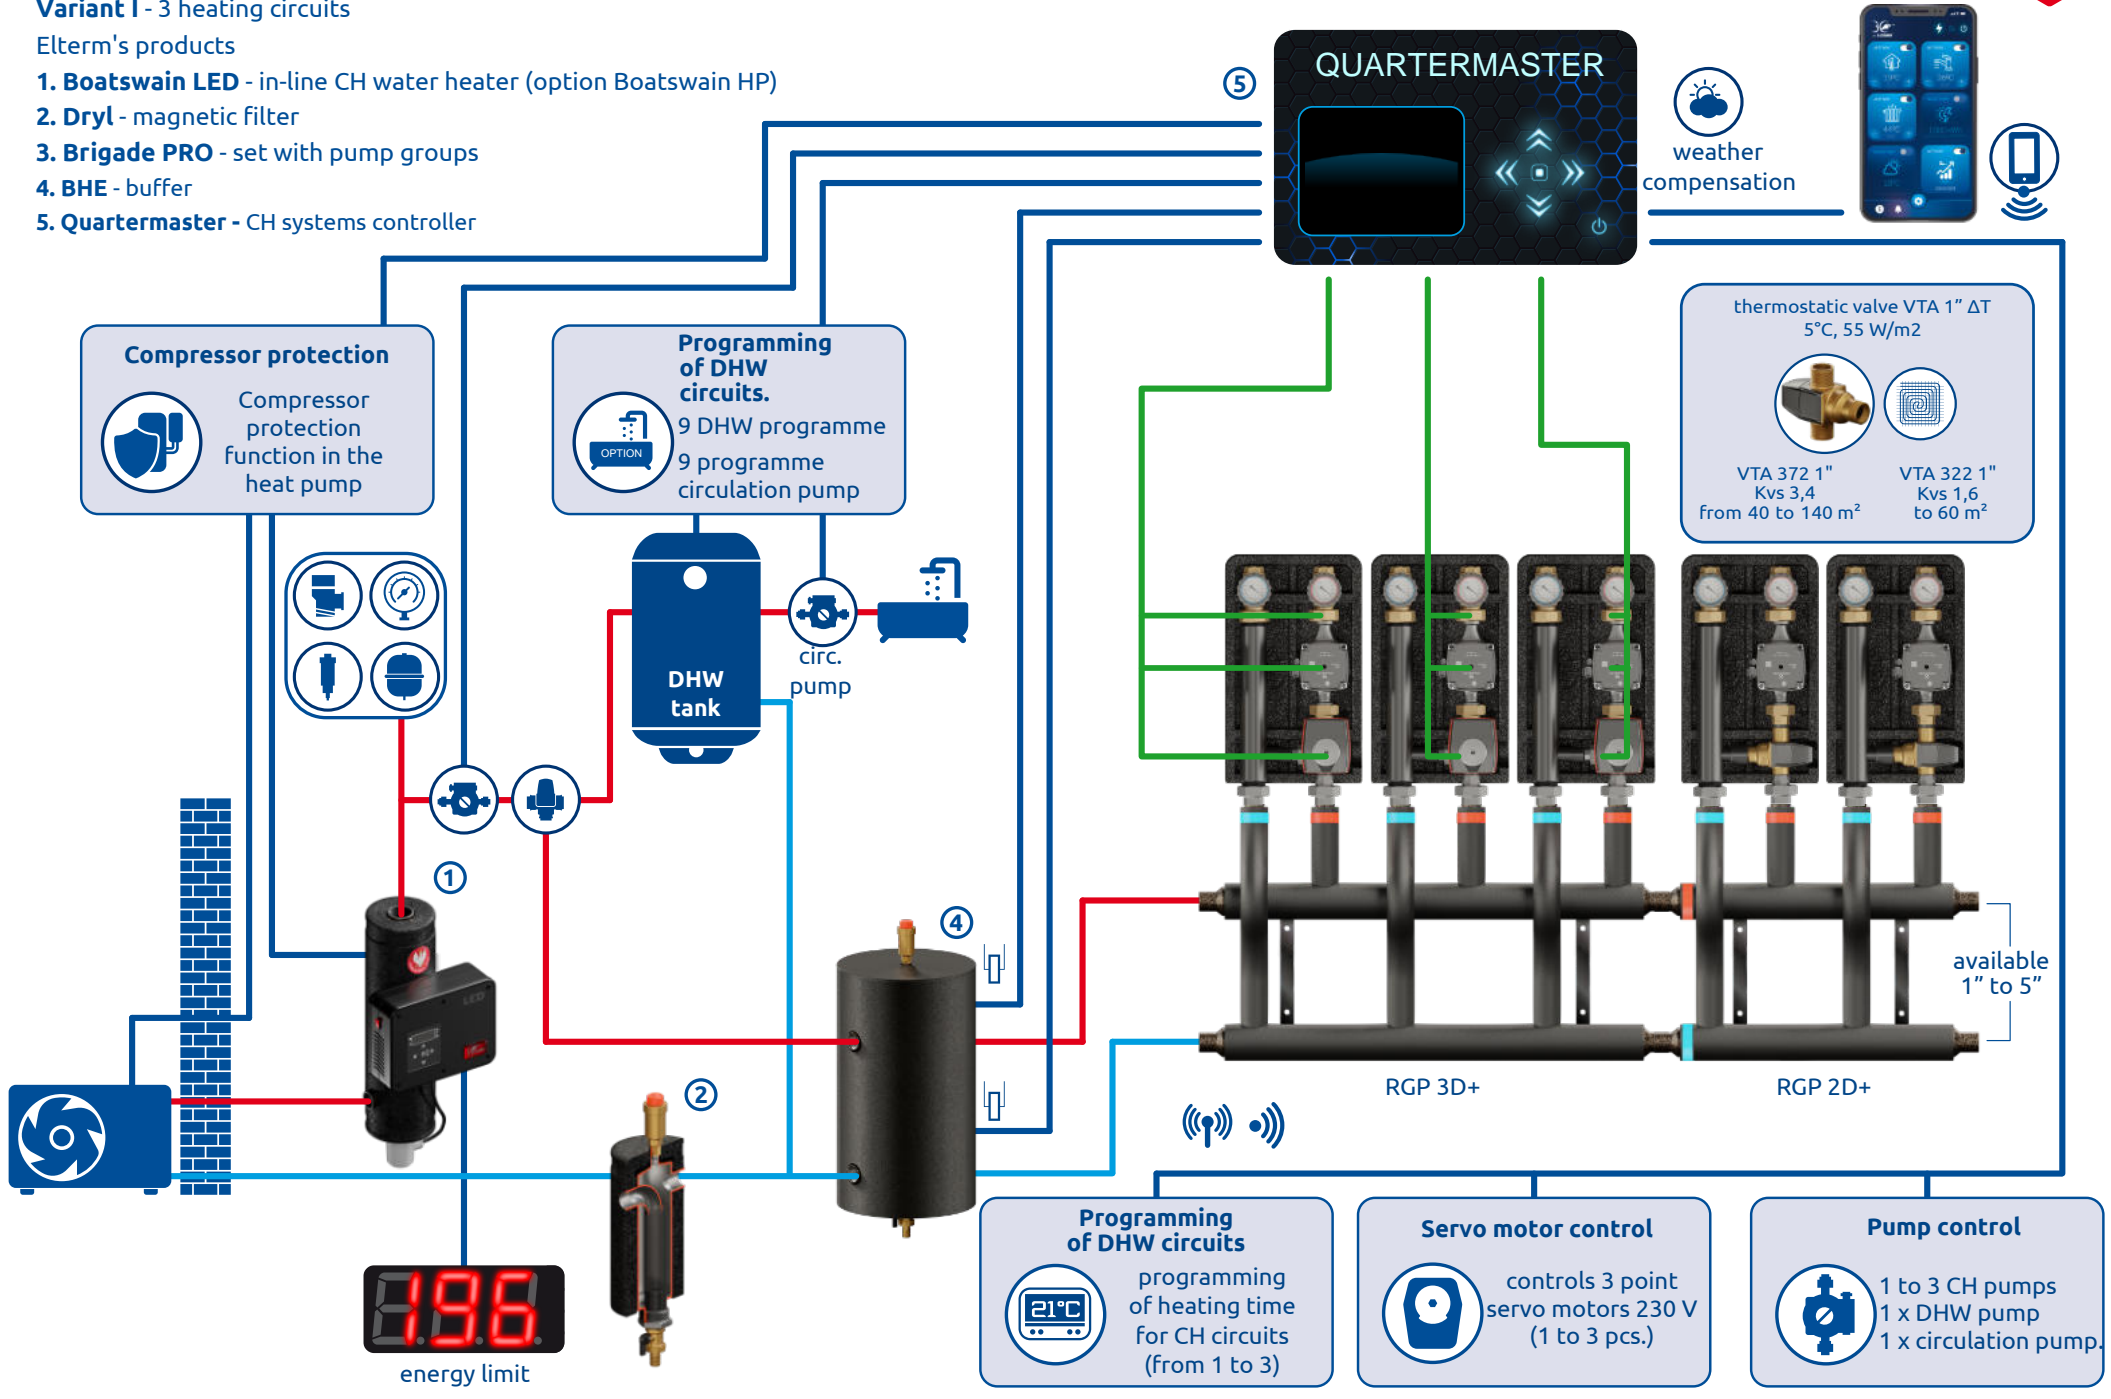 Variant I - 3 heating circuits
Elterm's products
1. Boatswain LED - in-line CH water heater (option Boatswain HP)
2. Dryl - magnetic filter
3. Brigade PRO - set with pump groups
4. BHE - buffer
5. Quartermaster - CH systems controller
5
QUARTERMASTER
weather
compensation
Compressor protection
Compressor
protection
function in the
heat pump
Programming
of DHW
circuits.
OPTION
9 DHW programme
9 programme
circulation pump
thermostatic valve VTA 1” ΔT
5°C, 55 W/m2
VTA 372 1"
Kvs 3,4
from 40 to 140 m²
VTA 322 1"
Kvs 1,6
to 60 m²
DHW
tank
circ.
pump
1
LED
4
2
available
1” to 5”
RGP 3D+
RGP 2D+
196
energy limit
Programming
of DHW circuits
21°C
programming
of heating time
for CH circuits
(from 1 to 3)
Servo motor control
controls 3 point
servo motors 230 V
(1 to 3 pcs.)
Pump control
1 to 3 CH pumps
1 x DHW pump
1 x circulation pump.